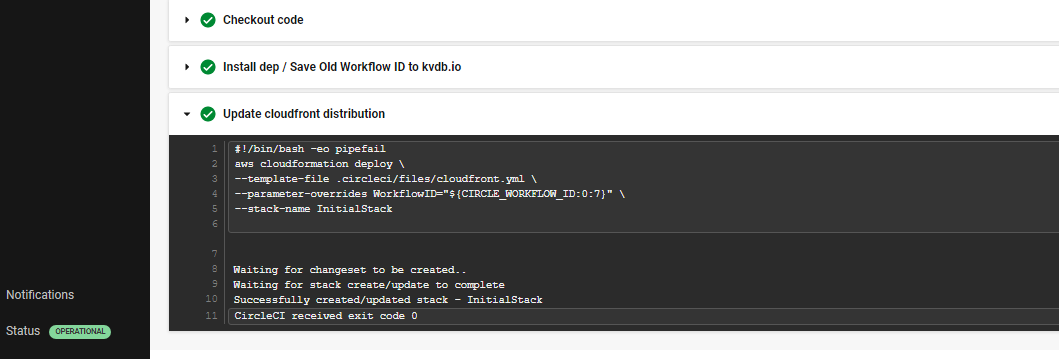 Checkout code
Install dep / Save Old Workflow ID to kvdb.io
Update cloudfront distribution
1 #!/bin/bash -eo pipefail
2 aws cloudformation deploy \
3 --template-file .circleci/files/cloudfront.yml \
4 --parameter-overrides WorkflowID="${CIRCLE_WORKFLOW_ID:0:7}" \
5 --stack-name InitialStack
6
7
8 Waiting for changeset to be created..
9 Waiting for stack create/update to complete
10 Successfully created/updated stack - InitialStack
11 CircleCI received exit code 0
Notifications
Status OPERATIONAL